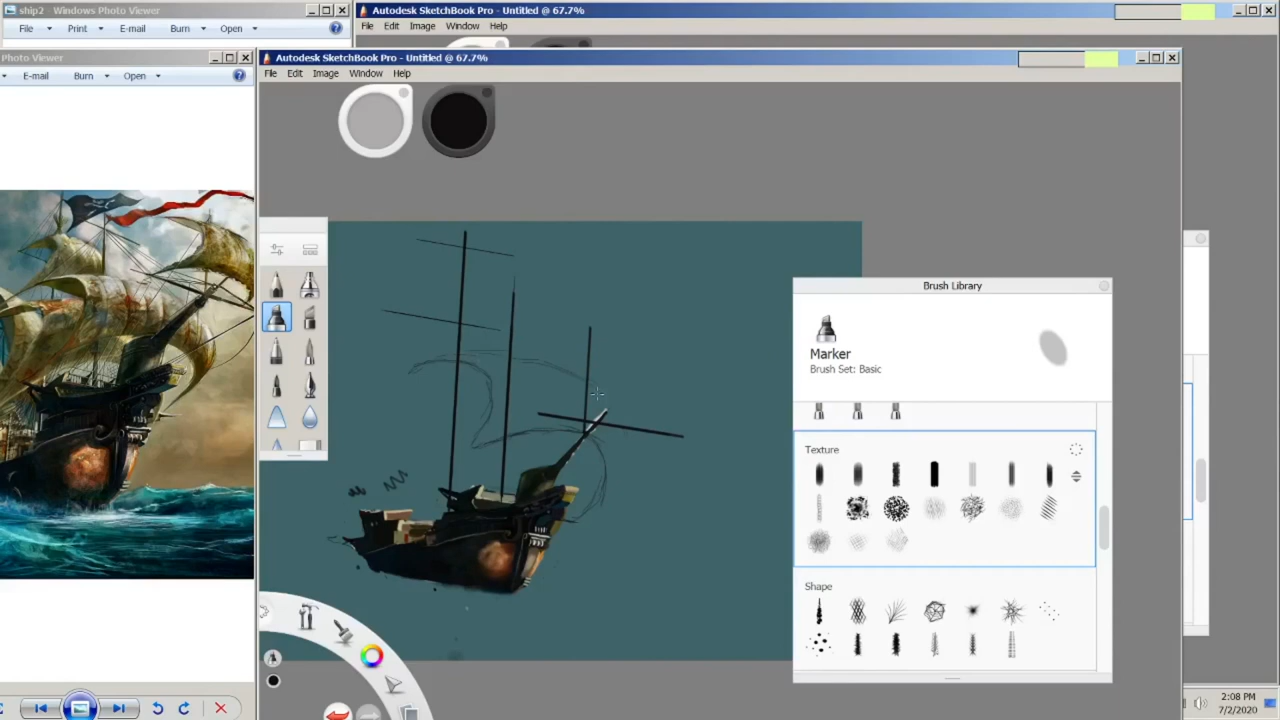 ship2 - Windows Photo Viewer
File Print E-mail Burn Open
Autodesk SketchBook Pro - Untitled @ 67.7%
File Edit Image Window Help
Photo Viewer
E-mail Burn Open
Autodesk SketchBook Pro - Untitled @ 67.7%
File Edit Image Window Help
Brush Library
Marker
Brush Set: Basic
Texture
Shape
2:08 PM
7/2/2020